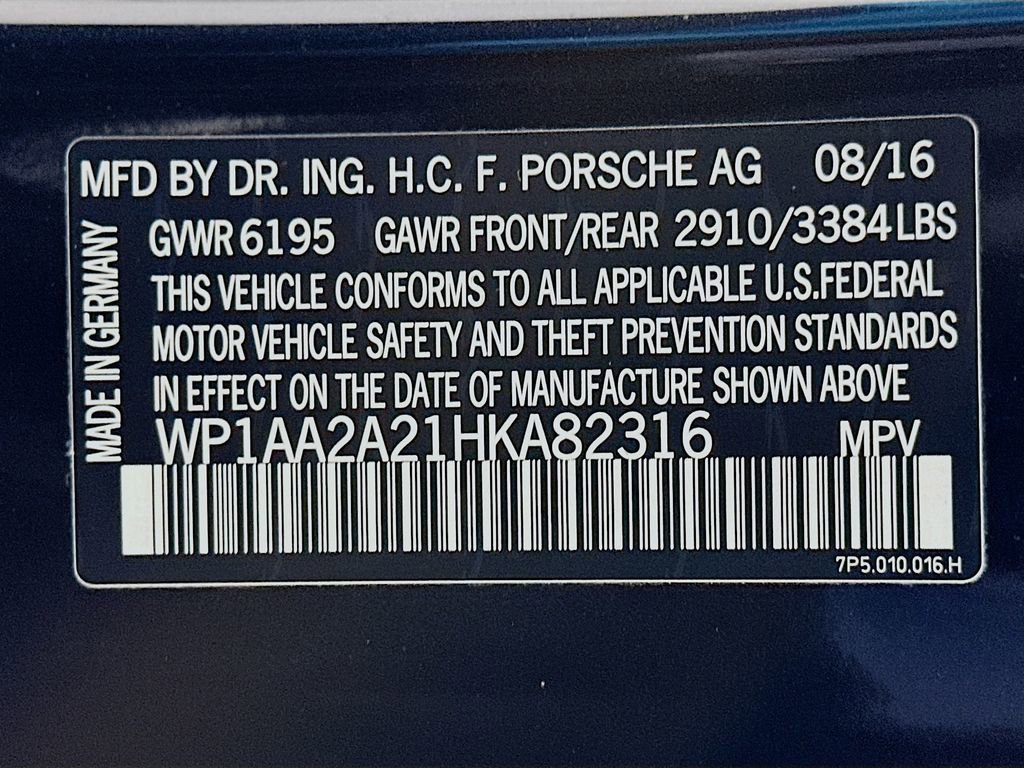 MFD BY DR. ING. H.C. F. PORSCHE AG 08/16
GVWR 6195 GAWR FRONT/REAR 2910/3384LBS
THIS VEHICLE CONFORMS TO ALL APPLICABLE U.S.FEDERAL
MOTOR VEHICLE SAFETY AND THEFT PREVENTION STANDARDS
IN EFFECT ON THE DATE OF MANUFACTURE SHOWN ABOVE
WP1AA2A21HKA82316 MPV
7P5.010.016.H
MADE IN GERMANY